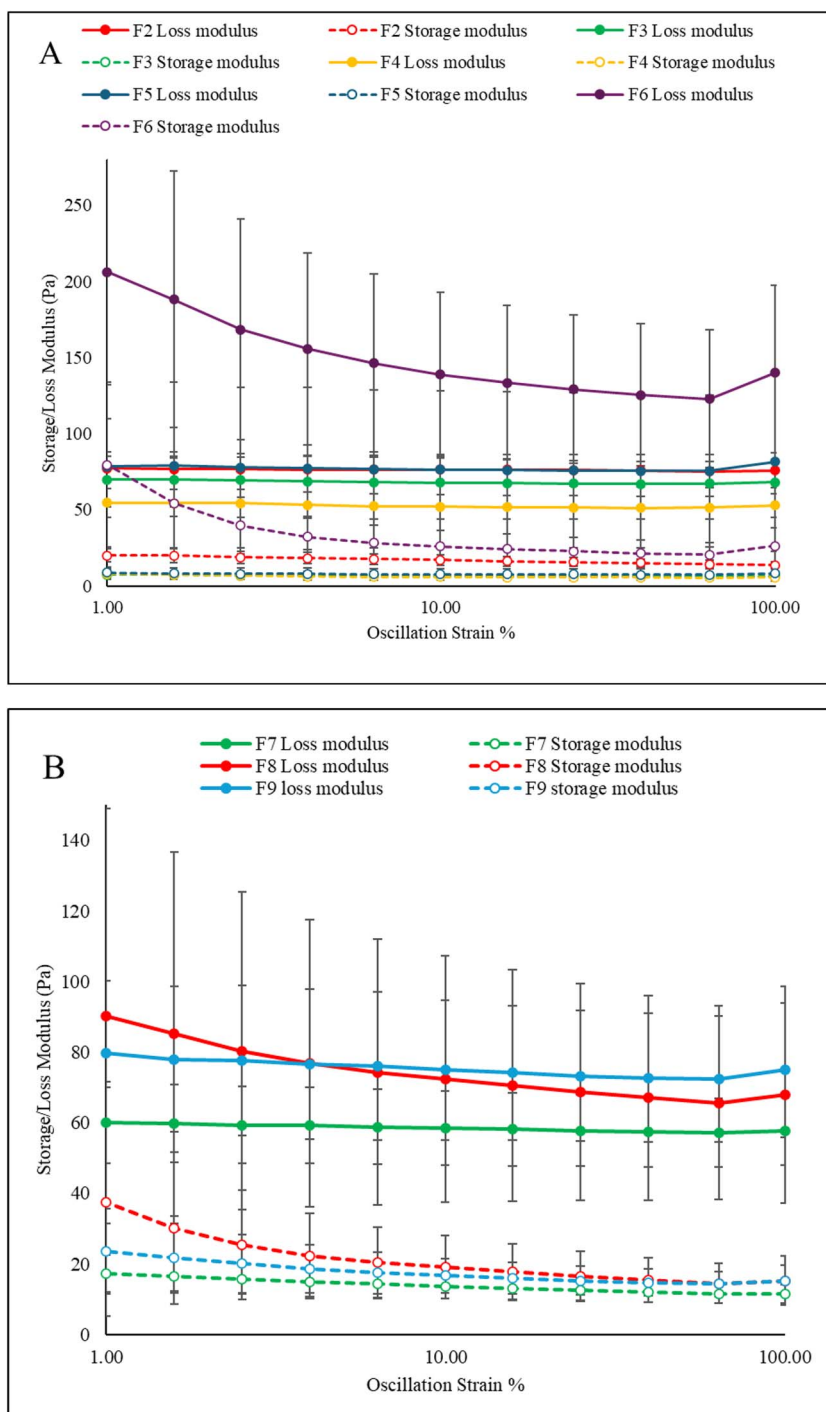 F2 Loss modulus F2 Storage modulus F3 Loss modulus
A
F3 Storage modulus F4 Loss modulus F4 Storage modulus
F5 Loss modulus F5 Storage modulus F6 Loss modulus
F6 Storage modulus
Storage/Loss Modulus (Pa)
250
200
150
100
50
0
1.00 10.00 100.00
Oscillation Strain %
F7 Loss modulus F7 Storage modulus
B
F8 Loss modulus F8 Storage modulus
F9 loss modulus F9 storage modulus
Storage/Loss Modulus (Pa)
140
120
100
80
60
40
20
0
1.00 10.00 100.00
Oscillation Strain %